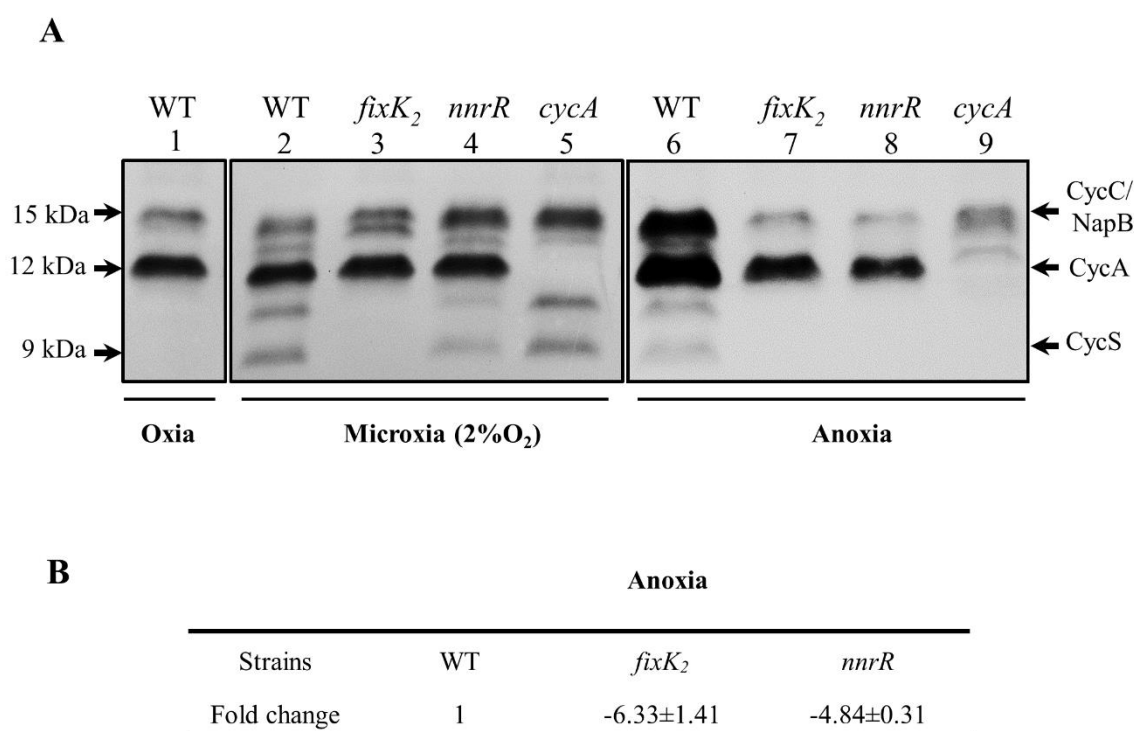 A
WT fixK₂ nnrR cycA WT fixK₂ nnrR cycA
WT
1 2 3 4 5 6 7 8 9
15 kDa
12 kDa
9 kDa
CycC/
NapB
CycA
CycS
Oxia Microxia (2%O₂) Anoxia
B
Anoxia
Strains WT fixK₂ nnrR
Fold change 1 -6.33±1.41 -4.84±0.31